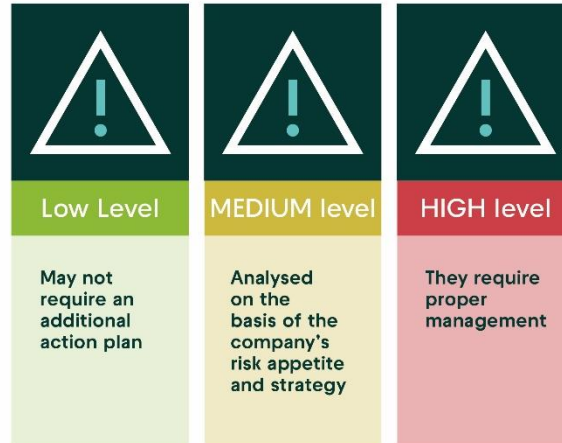 Low Level
May not
require an
additional
action plan
MEDIUM level
Analysed
on the
basis of the
company's
risk appetite
and strategy
HIGH level
They require
proper
management